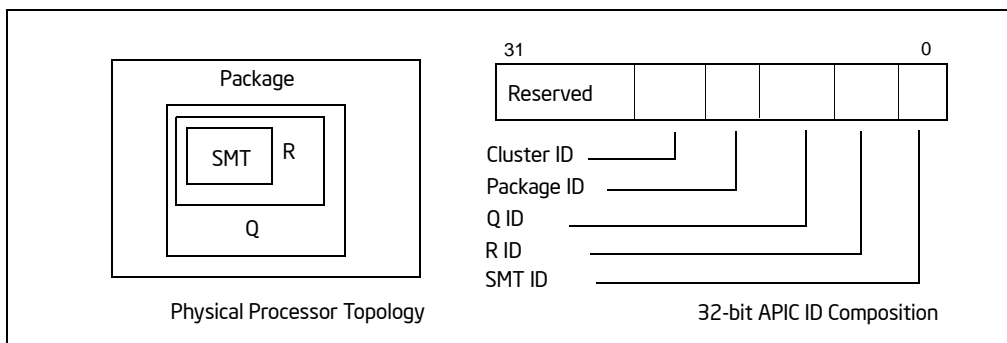 Package
SMT
R
Q
Physical Processor Topology
31
0
Reserved
Cluster ID
Package ID
Q ID
R ID
SMT ID
32-bit APIC ID Composition